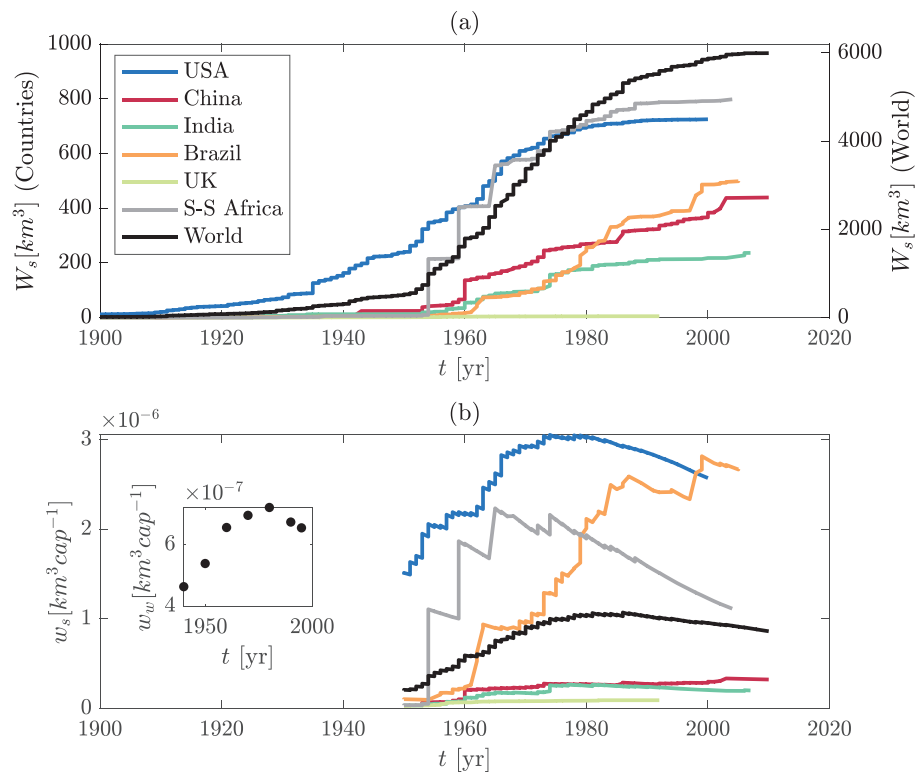 (a)
W_s[km^3] (Countries)
1000
800
600
400
200
0
USA
China
India
Brazil
UK
S-S Africa
World
6000
4000
2000
0
W_s[km^3] (World)
1900 1920 1940 1960 1980 2000 2020
t [yr]
(b)
×10^-6
w_s[km^3cap^-1]
3
2
1
0
×10^-7
w_w[km^3cap^-1]
6
4
1950 2000
t [yr]
1900 1920 1940 1960 1980 2000 2020
t [yr]